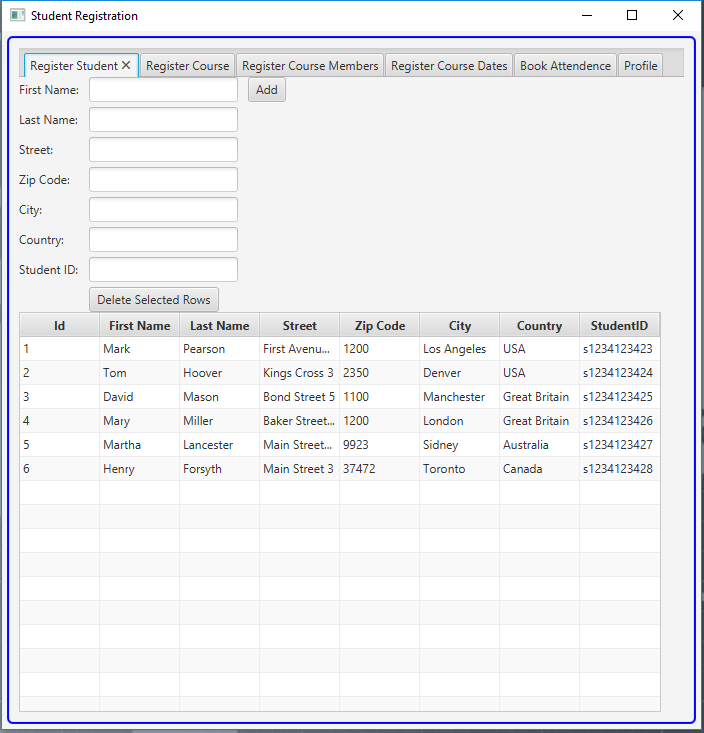 Student Registration
Register Student Register Course Register Course Members Register Course Dates Book Attendence Profile
First Name: Add
Last Name:
Street:
Zip Code:
City:
Country:
Student ID:
Delete Selected Rows
Id First Name Last Name Street Zip Code City Country StudentID
1 Mark Pearson First Avenu... 1200 Los Angeles USA s1234123423
2 Tom Hoover Kings Cross 3 2350 Denver USA s1234123424
3 David Mason Bond Street 5 1100 Manchester Great Britain s1234123425
4 Mary Miller Baker Street... 1200 London Great Britain s1234123426
5 Martha Lancester Main Street... 9923 Sidney Australia s1234123427
6 Henry Forsyth Main Street 3 37472 Toronto Canada s1234123428